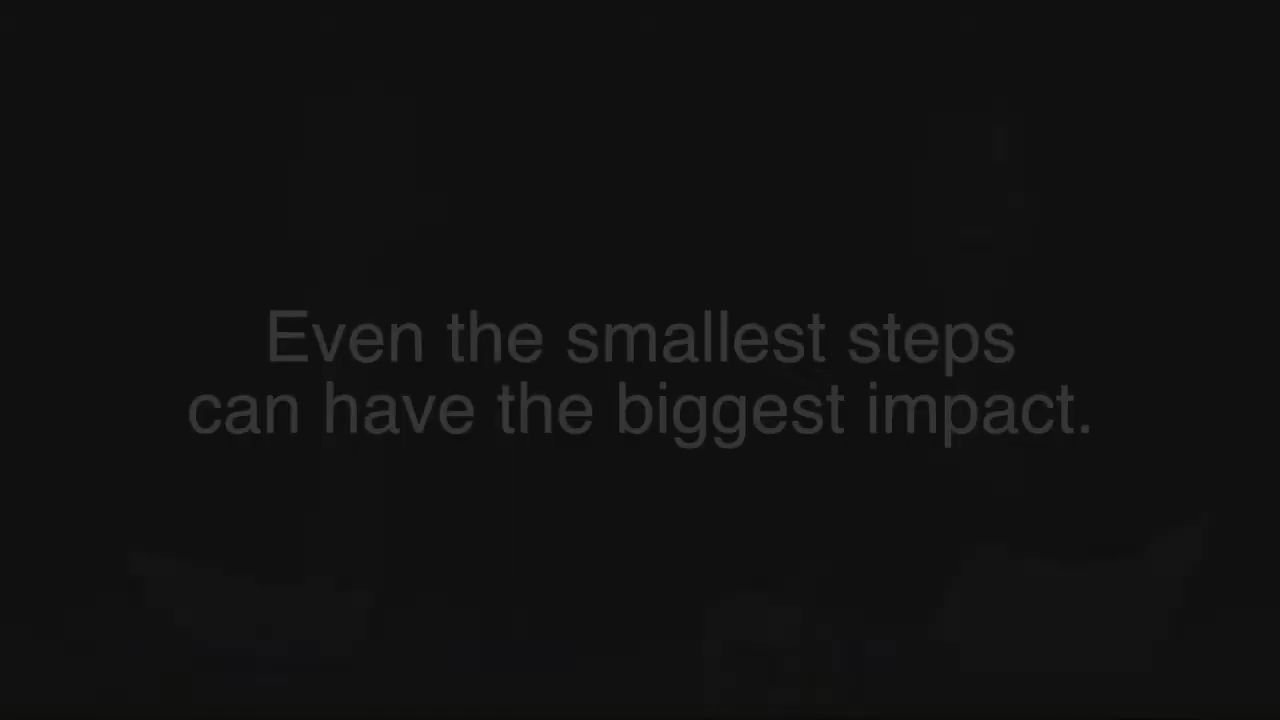 Even the smallest steps
can have the biggest impact.